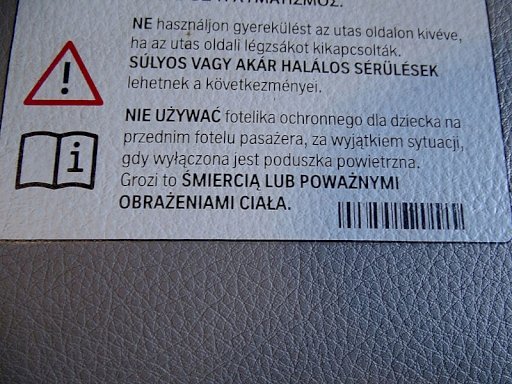 ΤΡΑΥΜΑΤΙΣΜΟΣ.
NE használjon gyerekülést az utas oldalon kivéve,
ha az utas oldali légzsákot kikapcsolták.
SÚLYOS VAGY AKÁR HALÁLOS SÉRÜLÉSEK
lehetnek a következményei.
NIE UŻYWAĆ fotelika ochronnego dla dziecka na
przednim fotelu pasażera, za wyjątkiem sytuacji,
gdy wyłączona jest poduszka powietrzna.
Grozi to ŚMIERCIĄ LUB POWAŻNYMI
OBRAŻENIAMI CIAŁA.